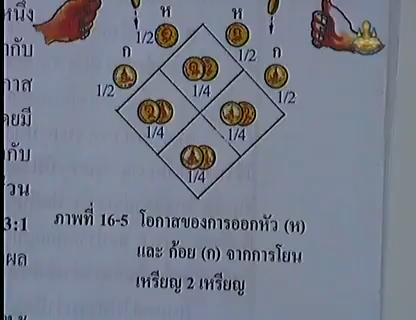 หนึ่ง
ห ห
1/2 1/2
ก ก
ากับ
1/4
1/2 1/2
กาส
1/4 1/4
ดยมี
ากับ
1/4
วน
3:1
ภาพที่ 16-5 โอกาสของการออกหัว (ห)
ผล
และ ก้อย (ก) จากการโยน
เหรียญ 2 เหรียญ